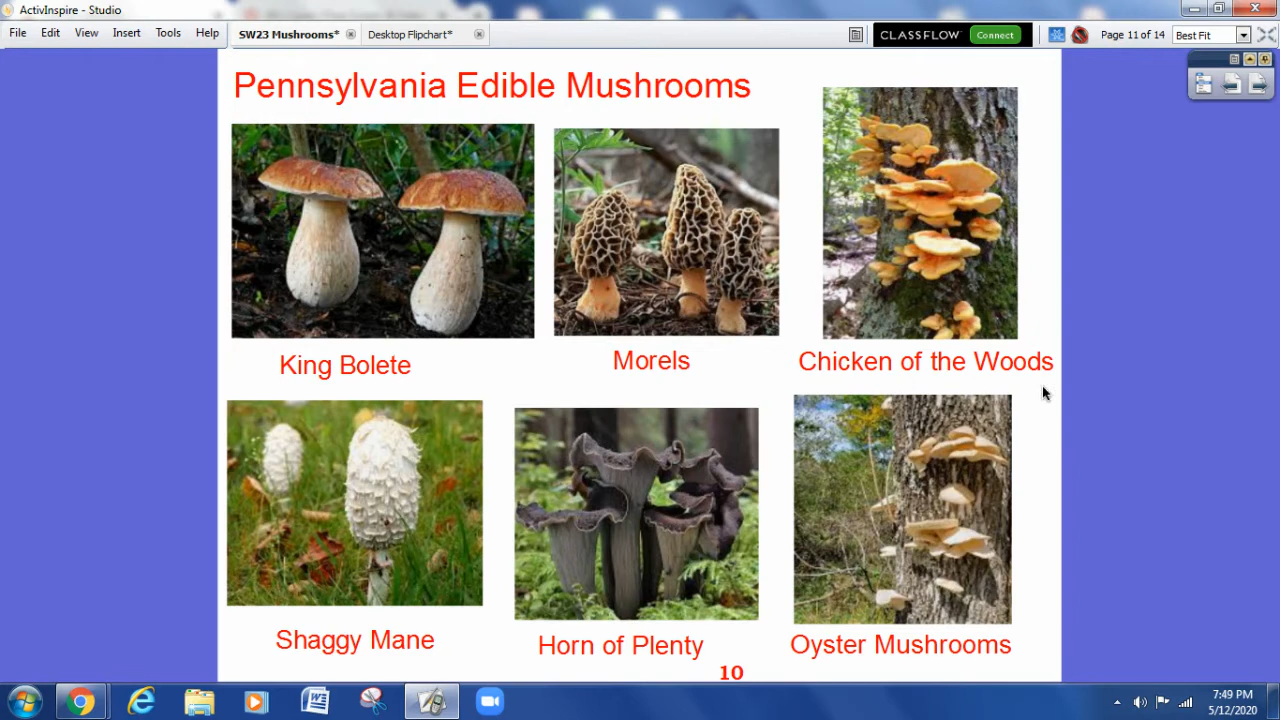 ActivInspire - Studio
File Edit View Insert Tools Help SW23 Mushrooms* Desktop Flipchart* CLASSFLOW Connect Page 11 of 14 Best Fit
Pennsylvania Edible Mushrooms
King Bolete
Morels
Chicken of the Woods
Shaggy Mane
Horn of Plenty
Oyster Mushrooms
10
7:49 PM
5/12/2020